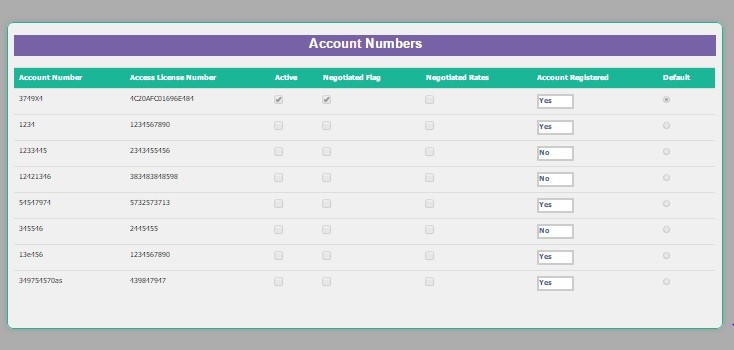 Account Numbers
Account Number Access License Number Active Negotiated Flag Negotiated Rates Account Registered Default
3749X4 4C20AFC01696E484 Yes
1234 1234567890 Yes
1233445 2343455456 No
12421346 383483848598 No
54547974 5732573713 Yes
345546 2445455 No
13e456 1234567890 Yes
349754570as 439847947 Yes